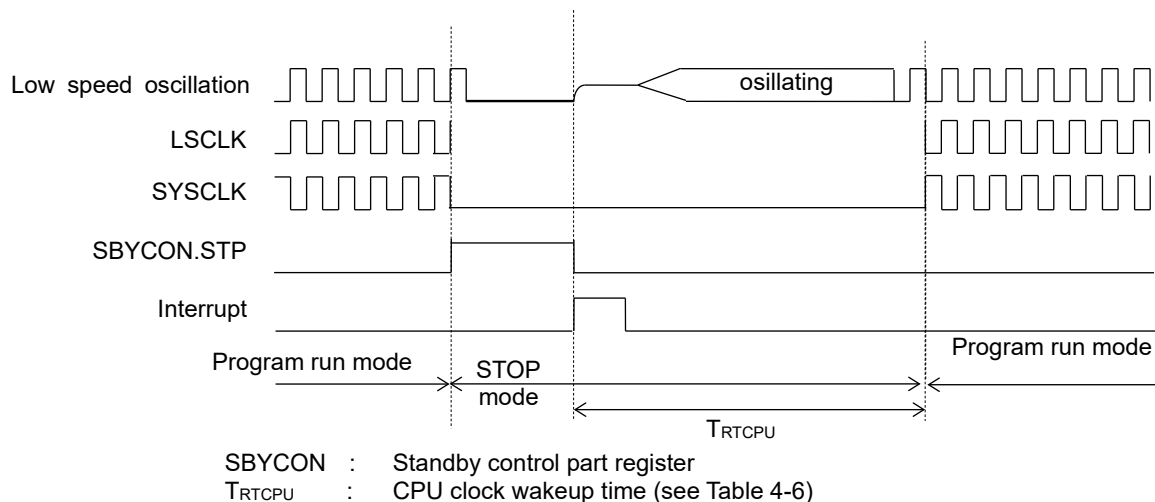 Low speed oscillation
osillating
LSCLK
SYSCLK
SBYCON.STP
Interrupt
Program run mode
STOP
mode
Program run mode
TRTCPU
SBYCON : Standby control part register
TRTCPU : CPU clock wakeup time (see Table 4-6)